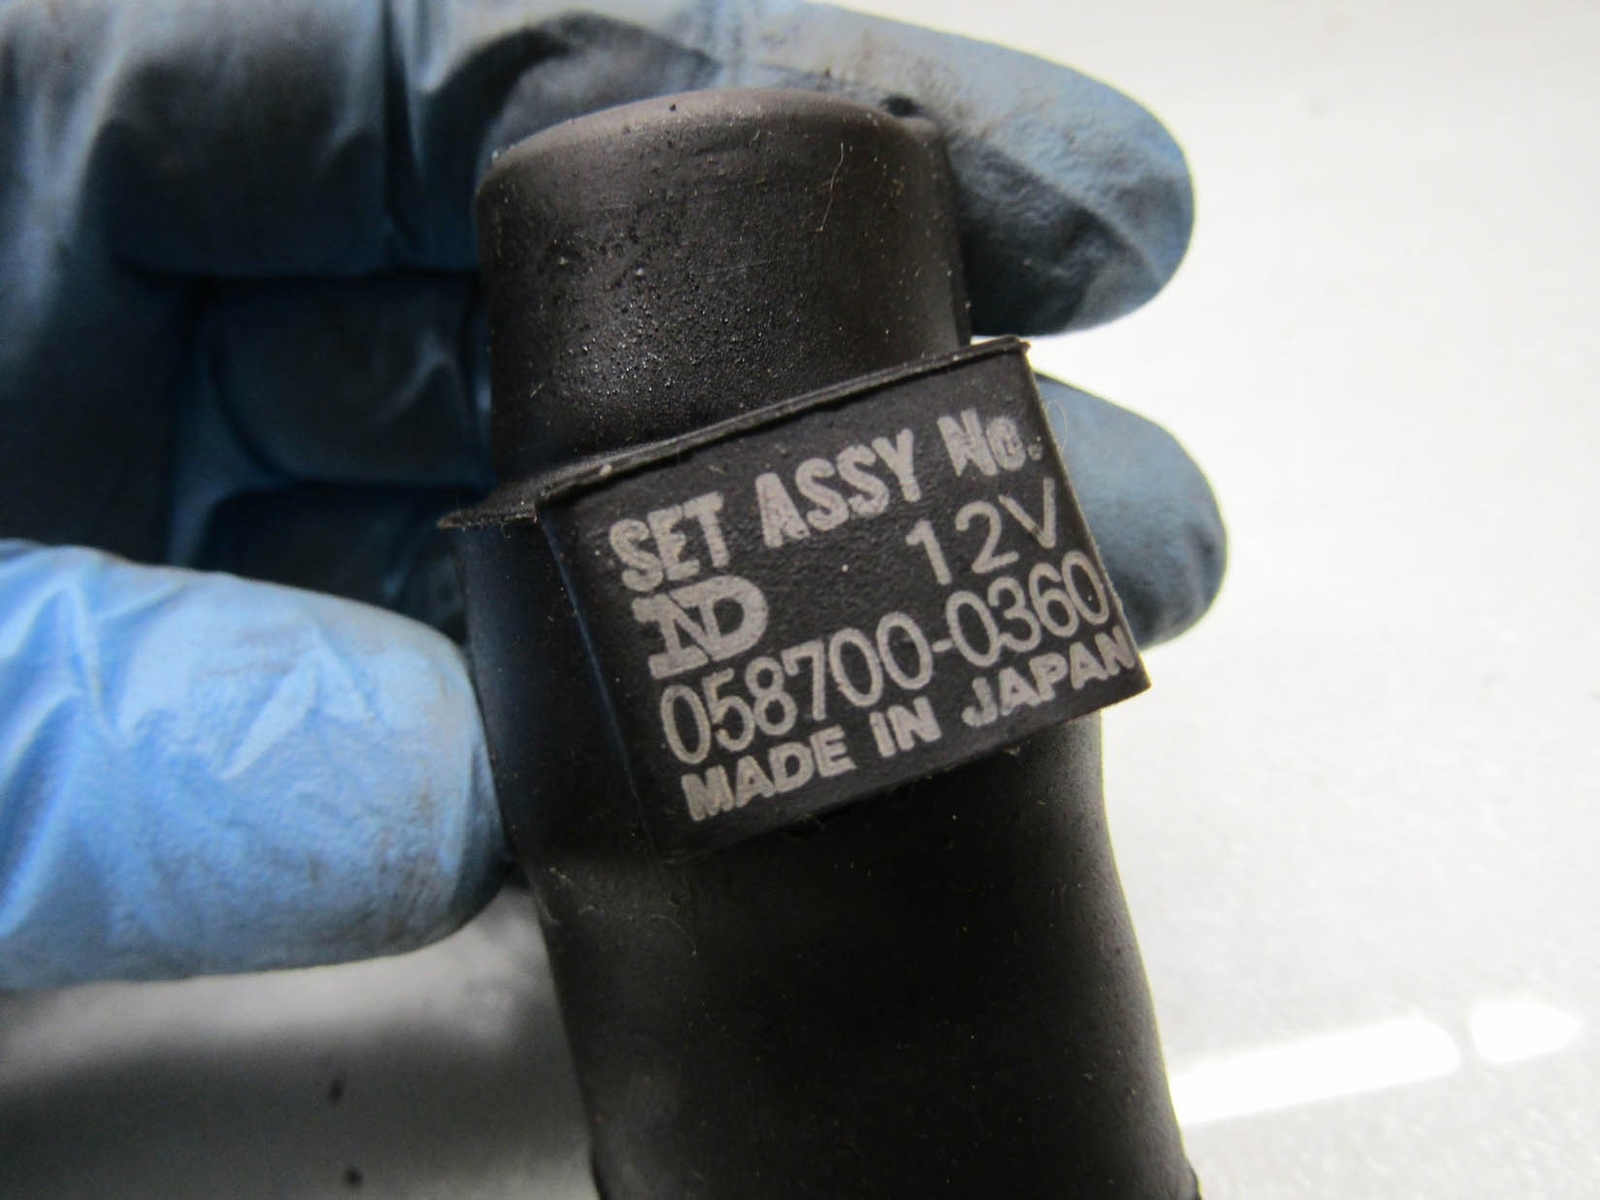 SET ASSY No.
ND 12V
058700-0360
MADE IN JAPAN